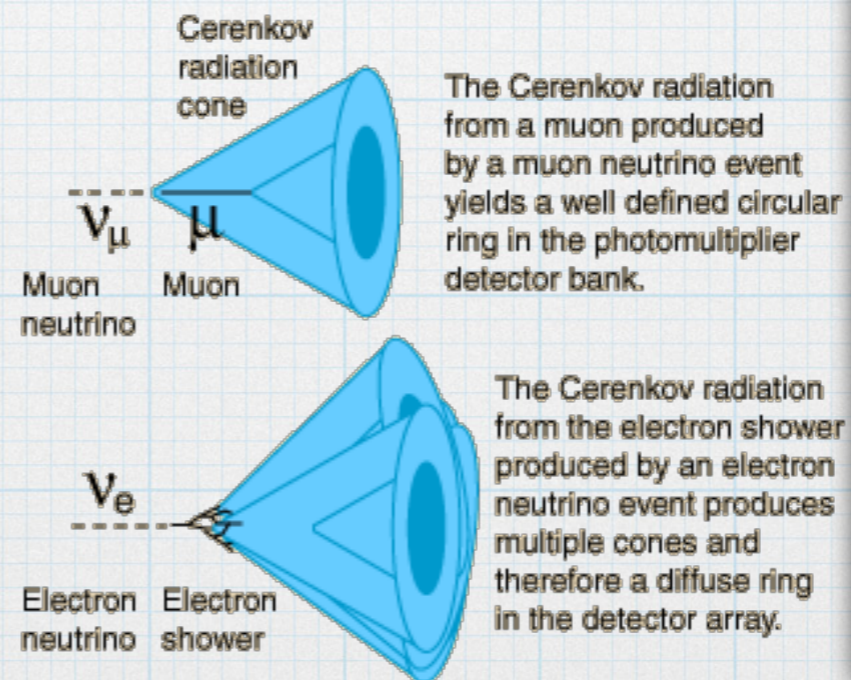 Cerenkov
radiation
cone
The Cerenkov radiation
from a muon produced
by a muon neutrino event
yields a well defined circular
ring in the photomultiplier
detector bank.
νμ
μ
Muon
neutrino
Muon
The Cerenkov radiation
from the electron shower
produced by an electron
neutrino event produces
multiple cones and
therefore a diffuse ring
in the detector array.
νe
Electron
neutrino
Electron
shower